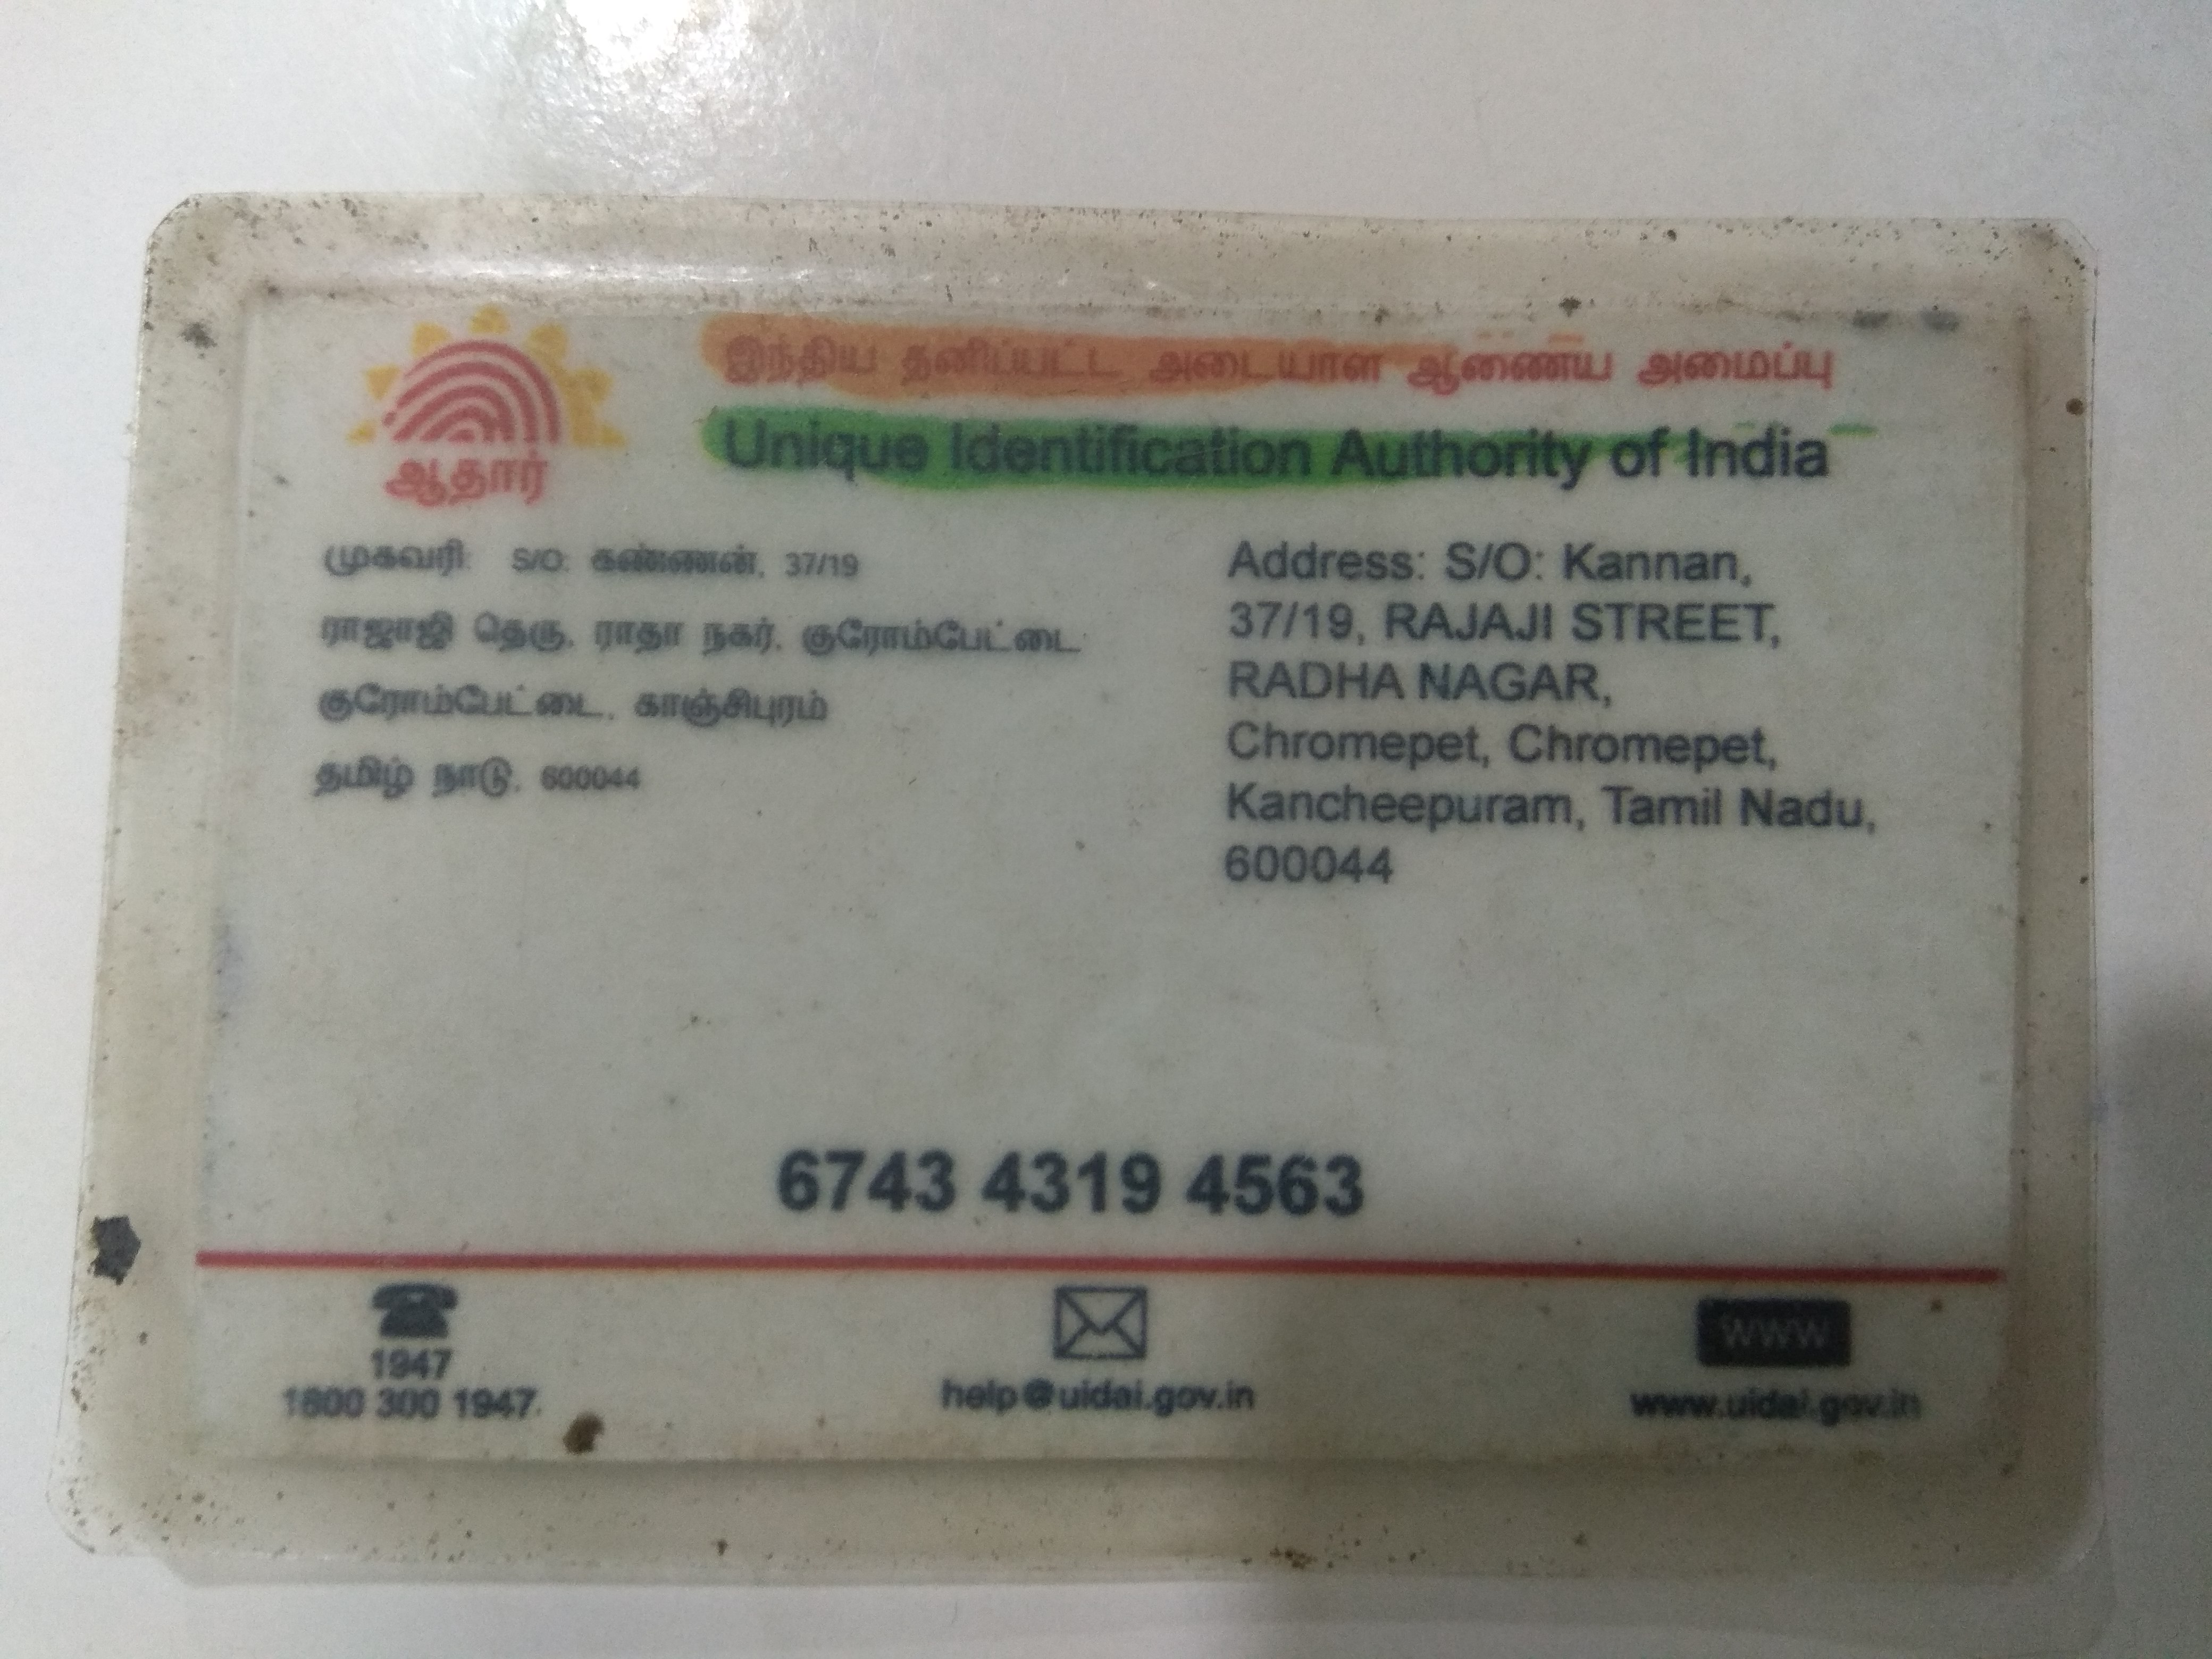 ஆதார்
இந்திய தனிப்பட்ட அடையாள ஆணைய அமைப்பு
Unique Identification Authority of India
முகவரி: S/O: கண்ணன், 37/19
ராஜாஜி தெரு, ராதா நகர், குரோம்பேட்டை
குரோம்பேட்டை, காஞ்சிபுரம்
தமிழ் நாடு, 600044
Address: S/O: Kannan,
37/19, RAJAJI STREET,
RADHA NAGAR,
Chromepet, Chromepet,
Kancheepuram, Tamil Nadu,
600044
6743 4319 4563
1947
1800 300 1947
help@uidai.gov.in
WWW
www.uidai.gov.in